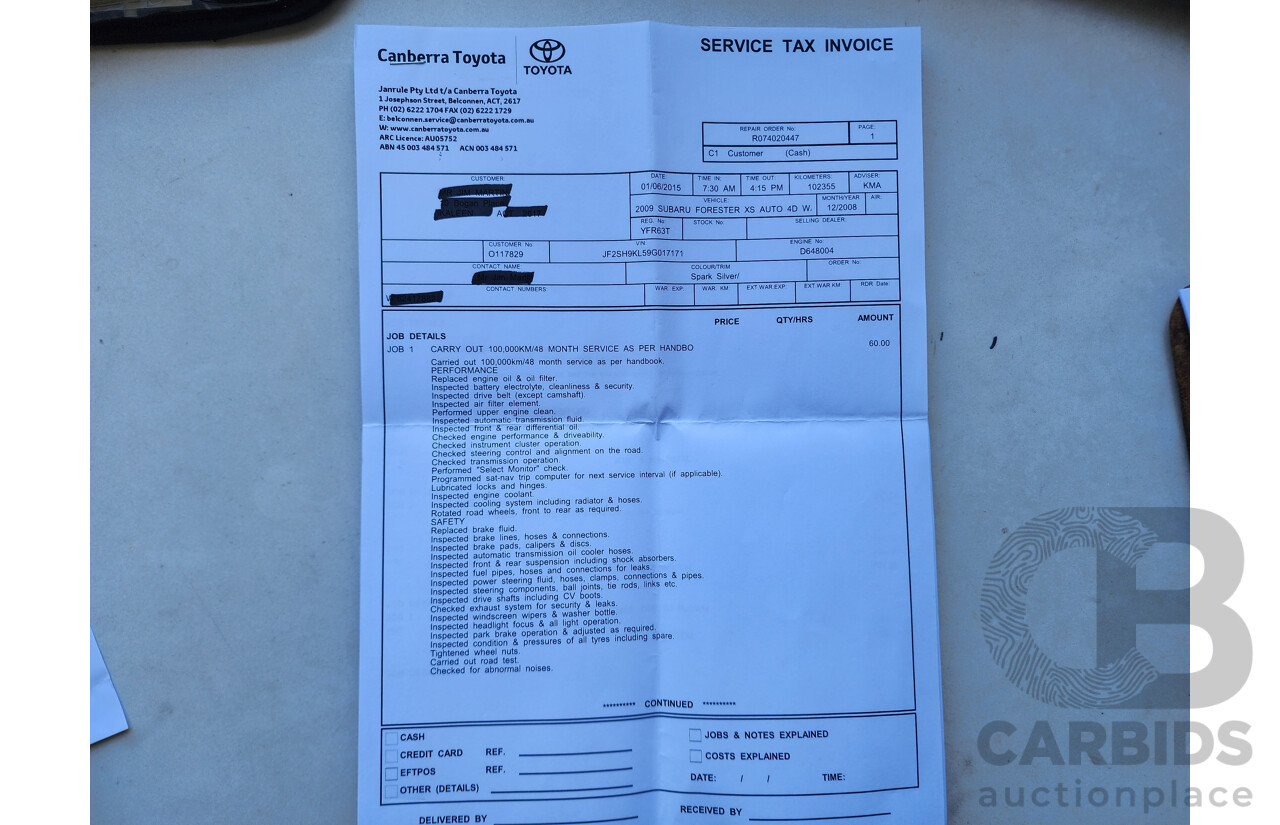 Canberra Toyota
TOYOTA
SERVICE TAX INVOICE
Janrule Pty Ltd t/a Canberra Toyota
1 Josephson Street, Belconnen, ACT, 2617
PH (02) 6222 1704 FAX (02) 6222 1729
E: belconnen.service@canberratoyota.com.au
W: www.canberratoyota.com.au
ARC Licence: AU05752
ABN 45 003 484 571 ACN 003 484 571
REPAIR ORDER No: PAGE:
R074020447 1
C1 Customer (Cash)
CUSTOMER: DATE: TIME IN: TIME OUT: KILOMETERS: ADVISER:
01/06/2015 7:30 AM 4:15 PM 102355 KMA
VEHICLE: MONTH/YEAR AIR:
2009 SUBARU FORESTER XS AUTO 4D W. 12/2008
REG. No: STOCK No: SELLING DEALER:
YFR63T
CUSTOMER No: VIN ENGINE No:
O117829 JF2SH9KL59G017171 D648004
CONTACT NAME COLOUR/TRIM ORDER No:
Spark Silver/
CONTACT NUMBERS WAR. EXP. WAR. KM EXT.WAR.EXP EXT.WAR.KM RDR Date:
PRICE QTY/HRS AMOUNT
JOB DETAILS
JOB 1 CARRY OUT 100,000KM/48 MONTH SERVICE AS PER HANDBO 60.00
Carried out 100,000km/48 month service as per handbook.
PERFORMANCE
Replaced engine oil & oil filter.
Inspected battery electrolyte, cleanliness & security.
Inspected drive belt (except camshaft).
Inspected air filter element.
Performed upper engine clean.
Inspected automatic transmission fluid.
Inspected front & rear differential oil.
Checked engine performance & driveability.
Checked instrument cluster operation.
Checked steering control and alignment on the road.
Checked transmission operation.
Performed "Select Monitor" check.
Programmed sat-nav trip computer for next service interval (if applicable).
Lubricated locks and hinges.
Inspected engine coolant.
Inspected cooling system including radiator & hoses.
Rotated road wheels, front to rear as required.
SAFETY
Replaced brake fluid.
Inspected brake lines, hoses & connections.
Inspected brake pads, calipers & discs.
Inspected automatic transmission oil cooler hoses.
Inspected front & rear suspension including shock absorbers.
Inspected fuel pipes, hoses and connections for leaks.
Inspected power steering fluid, hoses, clamps, connections & pipes.
Inspected steering components, ball joints, tie rods, links etc.
Inspected drive shafts including CV boots.
Checked exhaust system for security & leaks.
Inspected windscreen wipers & washer bottle.
Inspected headlight focus & all light operation.
Inspected park brake operation & adjusted as required.
Inspected condition & pressures of all tyres including spare
Tightened wheel nuts.
Carried out road test.
Checked for abnormal noises.
********** CONTINUED **********
CASH
CREDIT CARD REF.
EFTPOS REF.
OTHER (DETAILS)
JOBS & NOTES EXPLAINED
COSTS EXPLAINED
DATE: / / TIME:
DELIVERED BY
RECEIVED BY
CB
CARBIDS
auctionplace